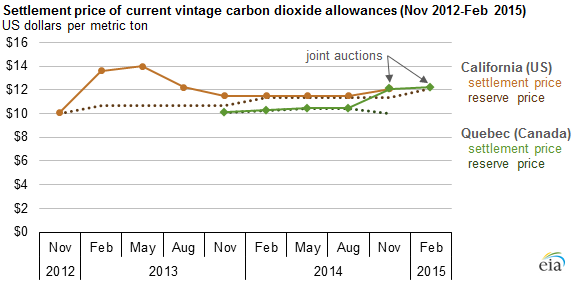 Settlement price of current vintage carbon dioxide allowances (Nov 2012-Feb 2015)
US dollars per metric ton
$16
$14
$12
$10
$8
$6
$4
$2
$0
joint auctions
California (US)
settlement price
reserve price
Quebec (Canada)
settlement price
reserve price
Nov Feb May Aug Nov Feb May Aug Nov Feb
2012 2013 2014 2015
eia